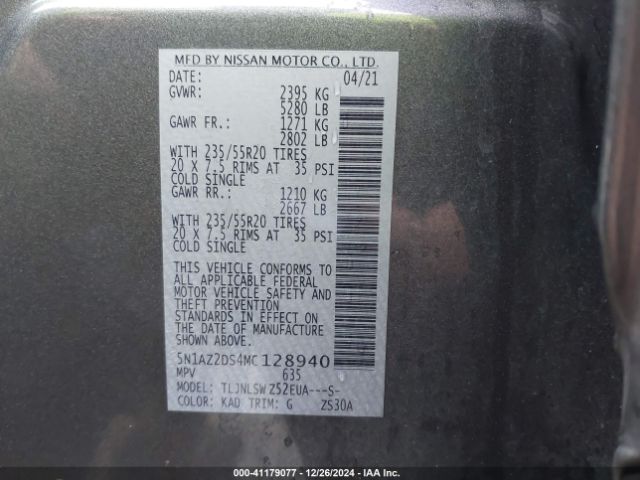 MFD BY NISSAN MOTOR CO., LTD.
DATE: 04/21
GVWR: 2395 KG
5280 LB
GAWR FR.: 1271 KG
2802 LB
WITH 235/55R20 TIRES
20 X 7.5 RIMS AT 35 PSI
COLD SINGLE
GAWR RR.: 1210 KG
2667 LB
WITH 235/55R20 TIRES
20 X 7.5 RIMS AT 35 PSI
COLD SINGLE
THIS VEHICLE CONFORMS TO
ALL APPLICABLE FEDERAL
MOTOR VEHICLE SAFETY AND
THEFT PREVENTION
STANDARDS IN EFFECT ON
THE DATE OF MANUFACTURE
SHOWN ABOVE.
5N1AZ2DS4MC128940
MPV 635
MODEL: TLJNLSW Z52EUA---S-
COLOR: KAD TRIM: G ZS30A
000-41179077 - 12/26/2024 - IAA Inc.